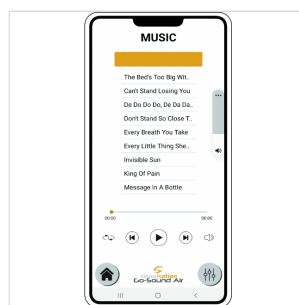 MUSIC
The Bed's Too Big Wit..
Can't Stand Losing You
De Do Do Do, De Da Da..
Don't Stand So Close T..
Every Breath You Take
Every Little Thing She..
Invisible Sun
King Of Pain
Message In A Bottle
00:00
00:00
soundsation
Go-Sound Air